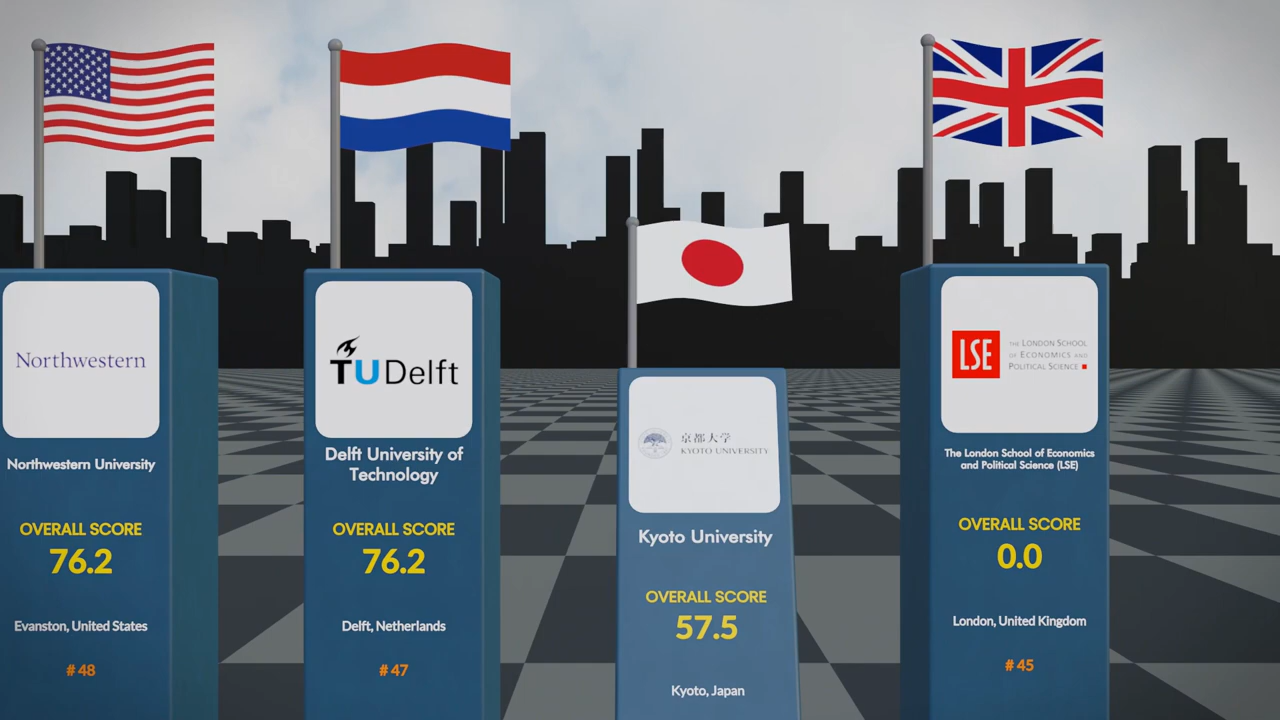 Northwestern
Northwestern University
OVERALL SCORE
76.2
Evanston, United States
# 48
TU Delft
Delft University of
Technology
OVERALL SCORE
76.2
Delft, Netherlands
# 47
京都大学
KYOTO UNIVERSITY
Kyoto University
OVERALL SCORE
57.5
Kyoto, Japan
LSE
THE LONDON SCHOOL
OF ECONOMICS AND
POLITICAL SCIENCE
The London School of Economics
and Political Science (LSE)
OVERALL SCORE
0.0
London, United Kingdom
# 45